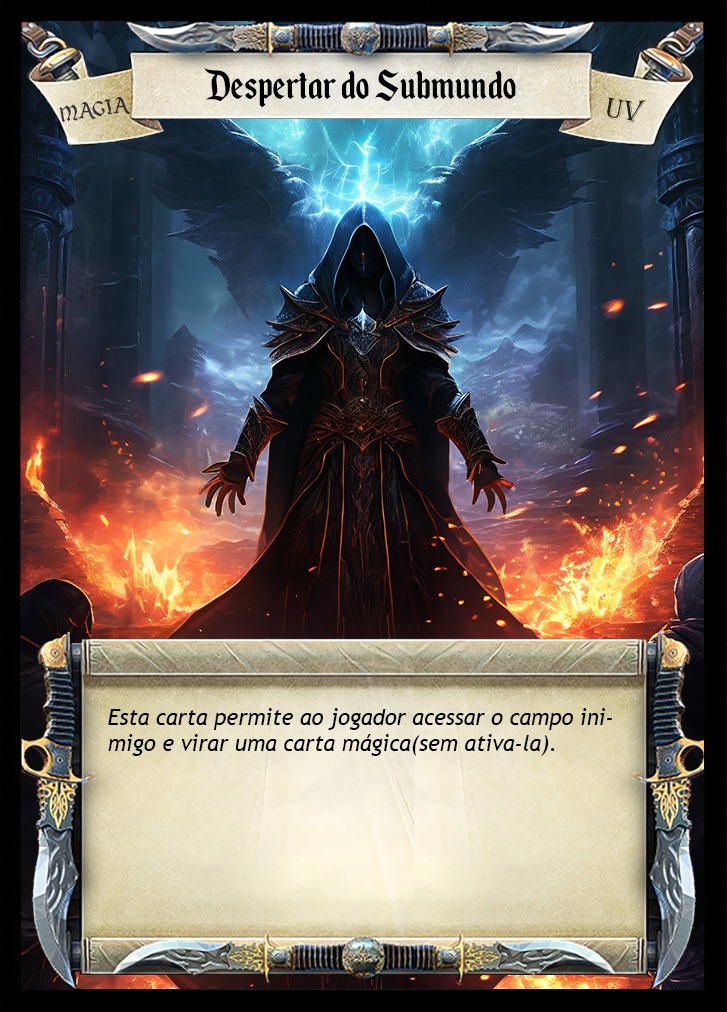 Despertar do Submundo
MAGIA
UV
Esta carta permite ao jogador acessar o campo ini-
migo e virar uma carta mágica(sem ativa-la).